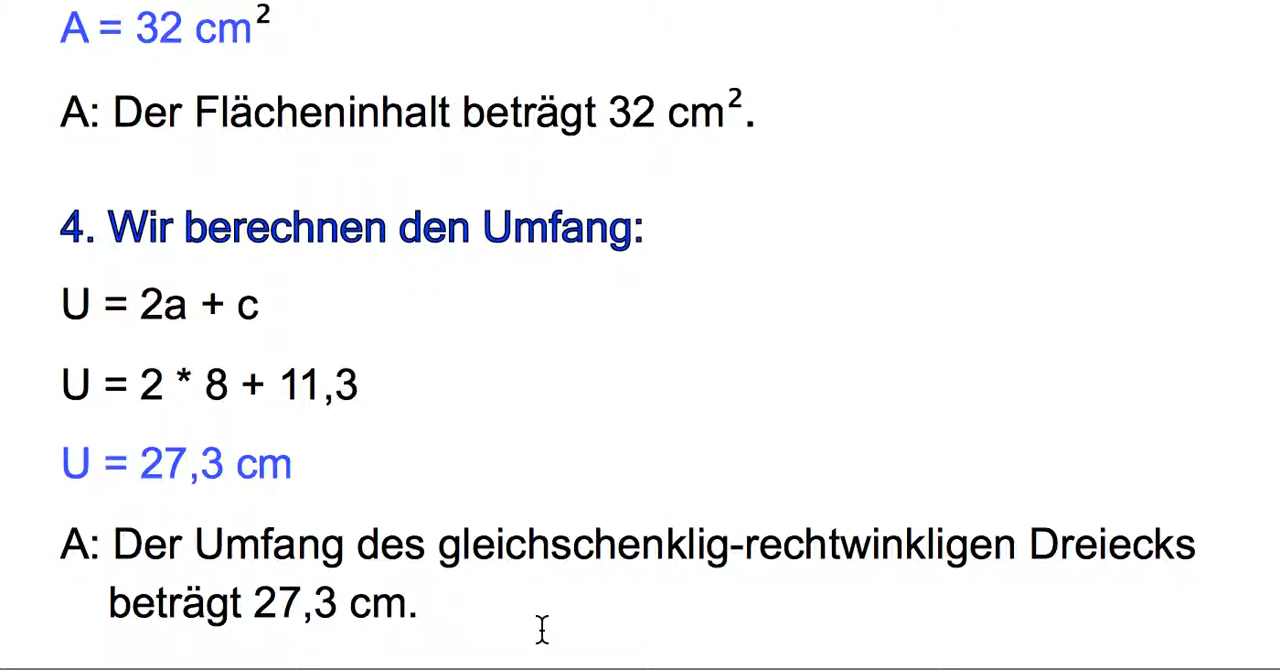 A = 32 cm²
A: Der Flächeninhalt beträgt 32 cm².
4. Wir berechnen den Umfang:
U = 2a + c
U = 2 * 8 + 11,3
U = 27,3 cm
A: Der Umfang des gleichschenklig-rechtwinkligen Dreiecks
beträgt 27,3 cm.